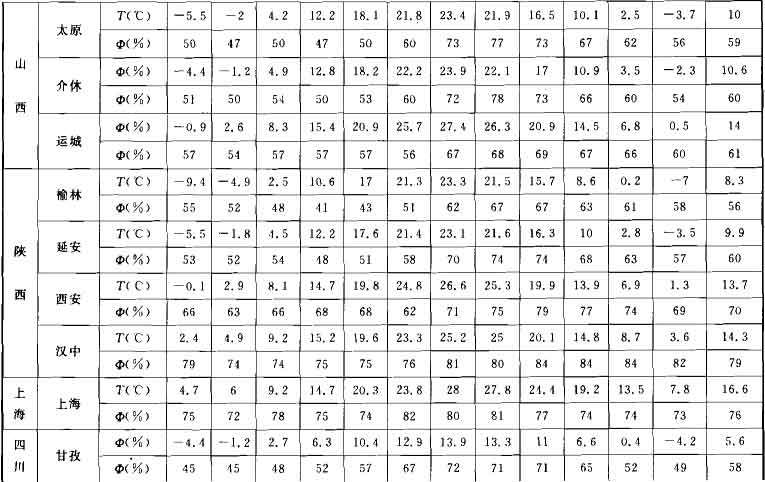 山西 太原 T(℃) －5.5 －2 4.2 12.2 18.1 21.8 23.4 21.9 16.5 10.1 2.5 －3.7 10
Φ(%) 50 47 50 47 50 60 73 77 73 67 62 56 59
介休 Φ(%) －4.4 －1.2 4.9 12.8 18.2 22.2 23.9 22.1 17 10.9 3.5 －2.3 10.6
Φ(%) 51 50 54 50 53 60 72 78 73 66 60 54 60
运城 Φ(%) －0.9 2.6 8.3 15.4 20.9 25.7 27.4 26.3 20.9 14.5 6.8 0.5 14
Φ(%) 57 54 57 57 57 56 67 68 69 67 66 60 61
陕西 榆林 T(℃) －9.4 －4.9 2.5 10.6 17 21.3 23.3 21.5 15.7 8.6 0.2 －7 8.3
Φ(%) 55 52 48 41 43 51 62 67 67 63 61 58 56
延安 T(℃) －5.5 －1.8 4.5 12.2 17.6 21.4 23.1 21.6 16.3 10 2.8 －3.5 9.9
Φ(%) 53 52 54 48 51 58 70 74 74 68 63 57 60
西安 T(℃) －0.1 2.9 8.1 14.7 19.8 24.8 26.6 25.3 19.9 13.9 6.9 1.3 13.7
Φ(%) 66 63 66 68 68 62 71 75 79 77 74 69 70
汉中 T(℃) 2.4 4.9 9.2 15.2 19.6 23.3 25.2 25 20.1 14.8 8.7 3.6 14.3
Φ(%) 79 74 74 75 75 76 81 80 84 84 84 82 79
上海 上海 T(℃) 4.7 6 9.2 14.7 20.3 23.8 28 27.8 24.4 19.2 13.5 7.8 16.6
Φ(%) 75 72 78 75 74 82 80 81 77 74 74 73 76
四川 甘孜 Φ(%) －4.4 －1.2 2.7 6.3 10.4 12.9 13.9 13.3 11 6.6 0.4 －4.2 5.6
Φ(%) 45 45 48 52 57 67 72 71 71 65 52 49 58